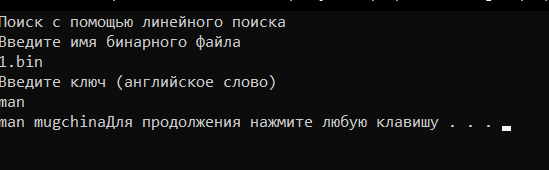 Поиск с помощью линейного поиска
Введите имя бинарного файла
1.bin
Введите ключ (английское слово)
man
man mugchinaДля продолжения нажмите любую клавишу . . .